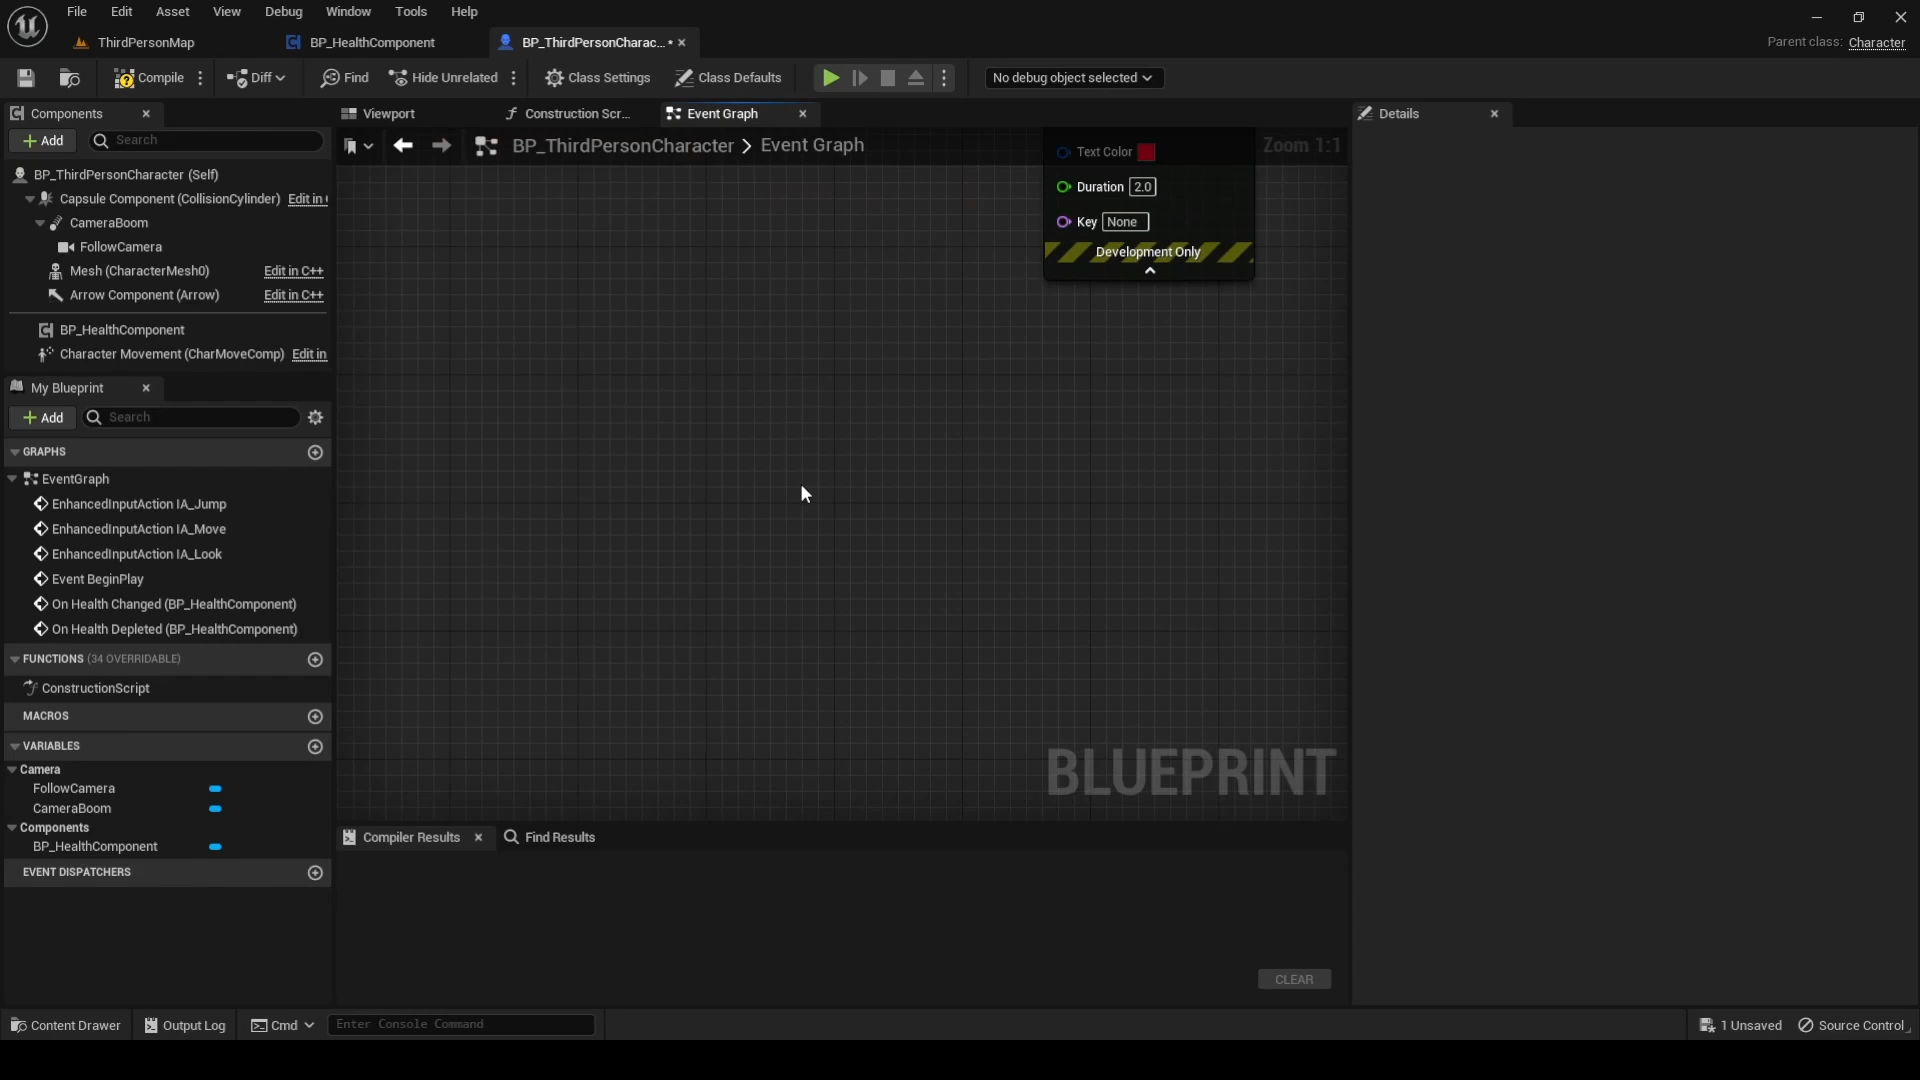 File Edit Asset View Debug Window Tools Help
ThirdPersonMap BP_HealthComponent BP_ThirdPersonCharac... •
Parent class: Character
Compile Diff Find Hide Unrelated Class Settings Class Defaults No debug object selected
Components
Add Search
BP_ThirdPersonCharacter (Self)
Capsule Component (CollisionCylinder) Edit in
CameraBoom
FollowCamera
Mesh (CharacterMesh0) Edit in C++
Arrow Component (Arrow) Edit in C++
BP_HealthComponent
Character Movement (CharMoveComp) Edit in
My Blueprint
Add Search
GRAPHS
EventGraph
EnhancedInputAction IA_Jump
EnhancedInputAction IA_Move
EnhancedInputAction IA_Look
Event BeginPlay
On Health Changed (BP_HealthComponent)
On Health Depleted (BP_HealthComponent)
FUNCTIONS (34 OVERRIDABLE)
ConstructionScript
MACROS
VARIABLES
Camera
FollowCamera
CameraBoom
Components
BP_HealthComponent
EVENT DISPATCHERS
Viewport Construction Scr... Event Graph
BP_ThirdPersonCharacter > Event Graph
Zoom 1:1
Text Color
Duration 2.0
Key None
Development Only
BLUEPRINT
Compiler Results Find Results
CLEAR
Details
Content Drawer Output Log Cmd Enter Console Command
1 Unsaved Source Control